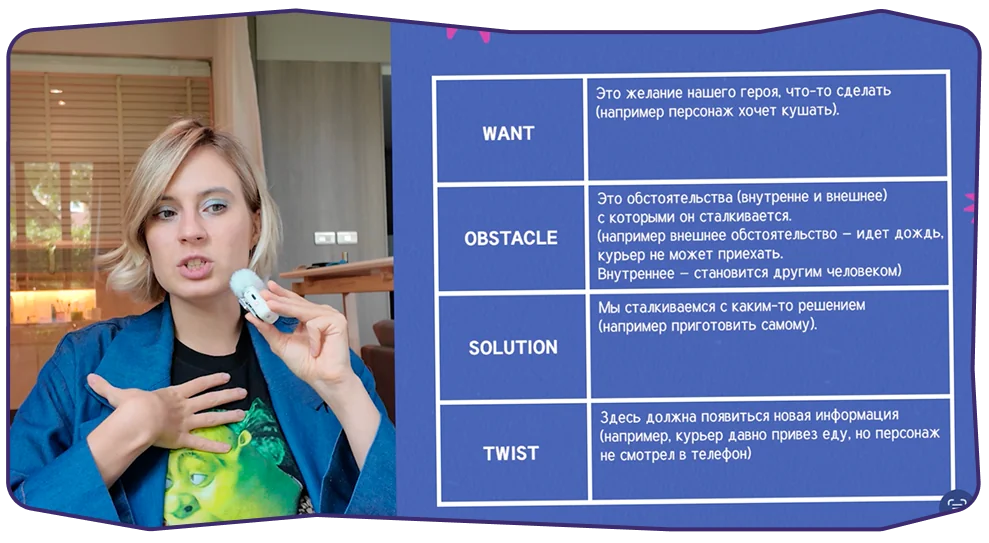 WANT
Это желание нашего героя, что-то сделать
(например персонаж хочет кушать).
OBSTACLE
Это обстоятельства (внутренне и внешнее)
с которыми он сталкивается.
(например внешнее обстоятельство – идет дождь,
курьер не может приехать.
Внутреннее – становится другим человеком)
SOLUTION
Мы сталкиваемся с каким-то решением
(например приготовить самому).
TWIST
Здесь должна появиться новая информация
(например, курьер давно привез еду, но персонаж
не смотрел в телефон)